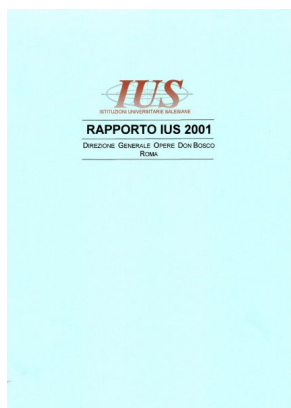 IUS
ISTITUZIONI UNIVERSITARIE SALESIANE
RAPPORTO IUS 2001
DIREZIONE GENERALE OPERE DON BOSCO
ROMA